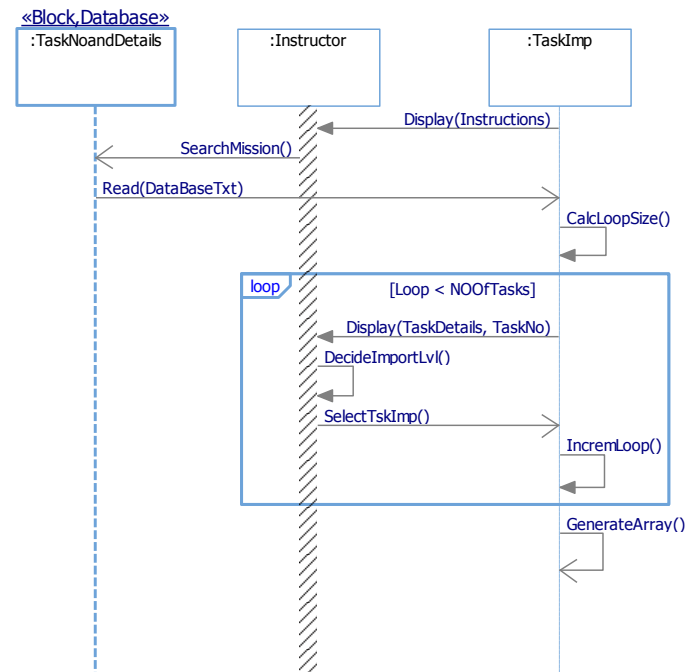 «Block,Database»
:TaskNoandDetails
:Instructor
:TaskImp
Display(Instructions)
SearchMission()
Read(DataBaseTxt)
CalcLoopSize()
loop
[Loop < NOOfTasks]
Display(TaskDetails, TaskNo)
DecideImportLvl()
SelectTskImp()
IncremLoop()
GenerateArray()